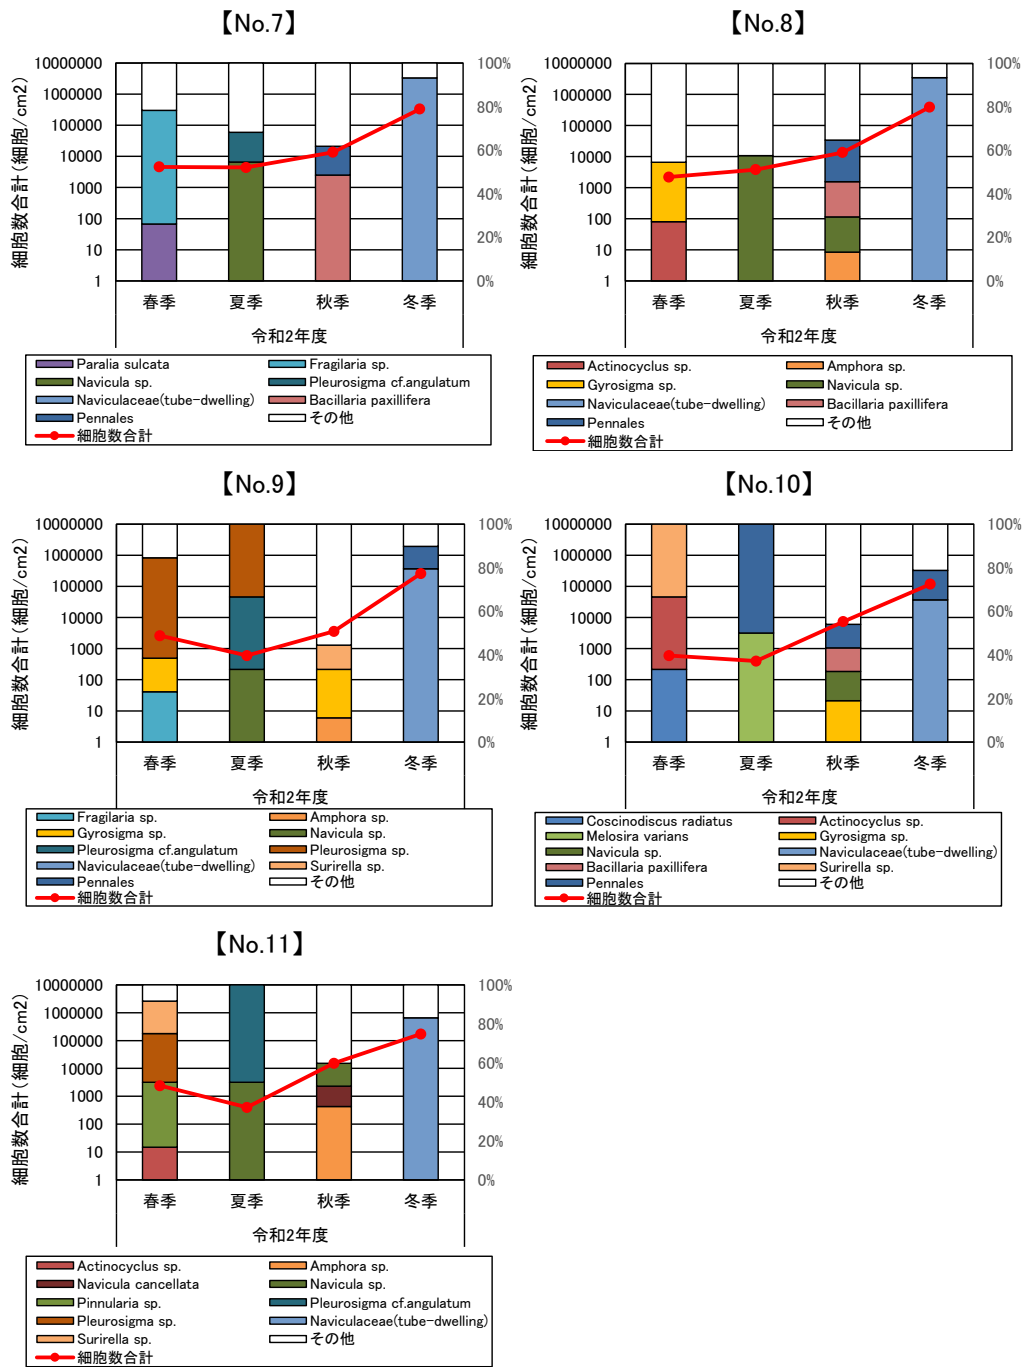 【No.7】
10000000
1000000
100000
10000
1000
100
10
1
100%
80%
60%
40%
20%
0%
細胞数合計(細胞/cm2)
春季 夏季 秋季 冬季
令和2年度
Paralia sulcata Fragilaria sp.
Navicula sp. Pleurosigma cf.angulatum
Naviculaceae(tube-dwelling) Bacillaria paxillifera
Pennales その他
細胞数合計
【No.8】
10000000
1000000
100000
10000
1000
100
10
1
100%
80%
60%
40%
20%
0%
細胞数合計(細胞/cm2)
春季 夏季 秋季 冬季
令和2年度
Actinocyclus sp. Amphora sp.
Gyrosigma sp. Navicula sp.
Naviculaceae(tube-dwelling) Bacillaria paxillifera
Pennales その他
細胞数合計
【No.9】
10000000
1000000
100000
10000
1000
100
10
1
100%
80%
60%
40%
20%
0%
細胞数合計(細胞/cm2)
春季 夏季 秋季 冬季
令和2年度
Fragilaria sp. Amphora sp.
Gyrosigma sp. Navicula sp.
Pleurosigma cf.angulatum Pleurosigma sp.
Naviculaceae(tube-dwelling) Surirella sp.
Pennales その他
細胞数合計
【No.10】
10000000
1000000
100000
10000
1000
100
10
1
100%
80%
60%
40%
20%
0%
細胞数合計(細胞/cm2)
春季 夏季 秋季 冬季
令和2年度
Coscinodiscus radiatus Actinocyclus sp.
Melosira varians Gyrosigma sp.
Navicula sp. Naviculaceae(tube-dwelling)
Bacillaria paxillifera Surirella sp.
Pennales その他
細胞数合計
【No.11】
10000000
1000000
100000
10000
1000
100
10
1
100%
80%
60%
40%
20%
0%
細胞数合計(細胞/cm2)
春季 夏季 秋季 冬季
令和2年度
Actinocyclus sp. Amphora sp.
Navicula cancellata Navicula sp.
Pinnularia sp. Pleurosigma cf.angulatum
Pleurosigma sp. Naviculaceae(tube-dwelling)
Surirella sp. その他
細胞数合計